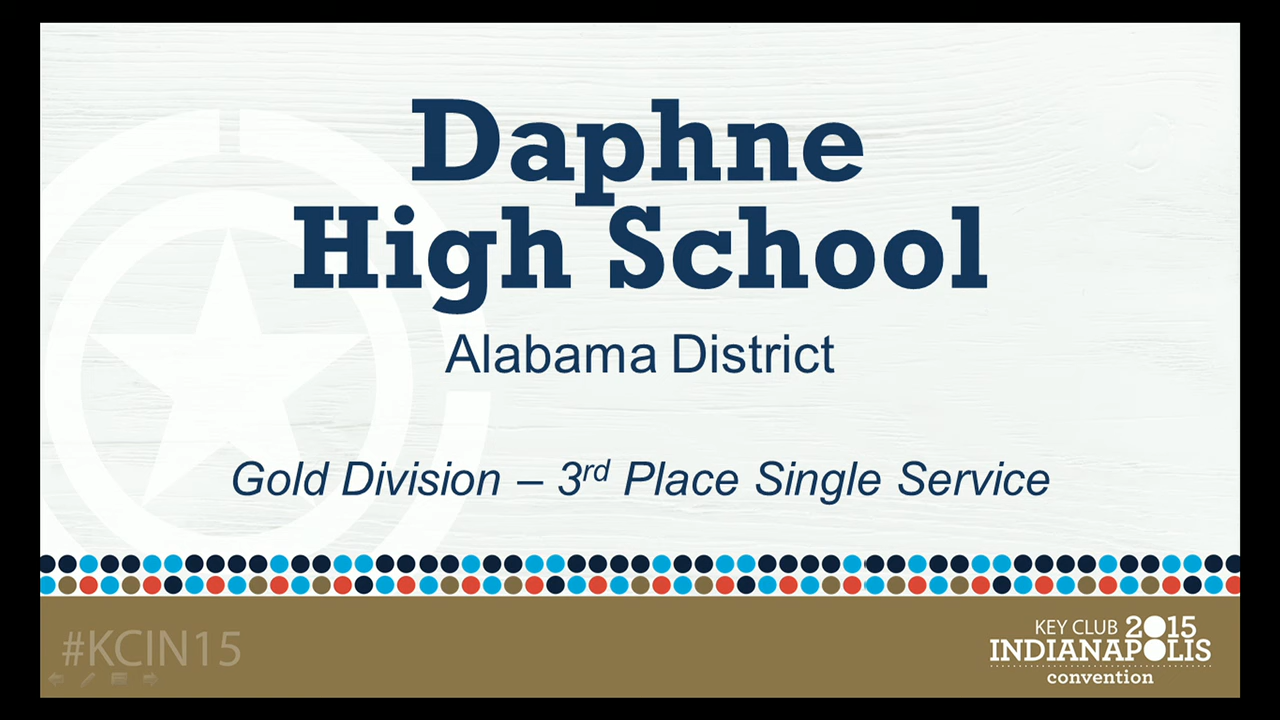 Daphne
High School
Alabama District
Gold Division – 3rd Place Single Service
#KCIN15
KEY CLUB 2015
INDIANAPOLIS
convention